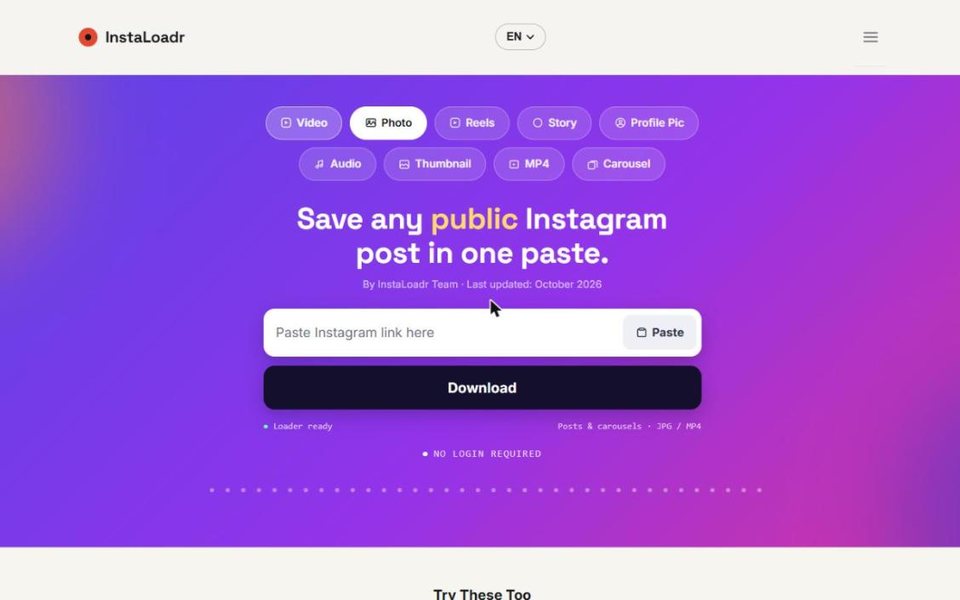 InstaLoadr
EN
Video
Photo
Reels
Story
Profile Pic
Audio
Thumbnail
MP4
Carousel
Save any public Instagram
post in one paste.
By InstaLoadr Team · Last updated: October 2026
Paste Instagram link here
Paste
Download
Loader ready
Posts & carousels · JPG / MP4
NO LOGIN REQUIRED
Try These Too